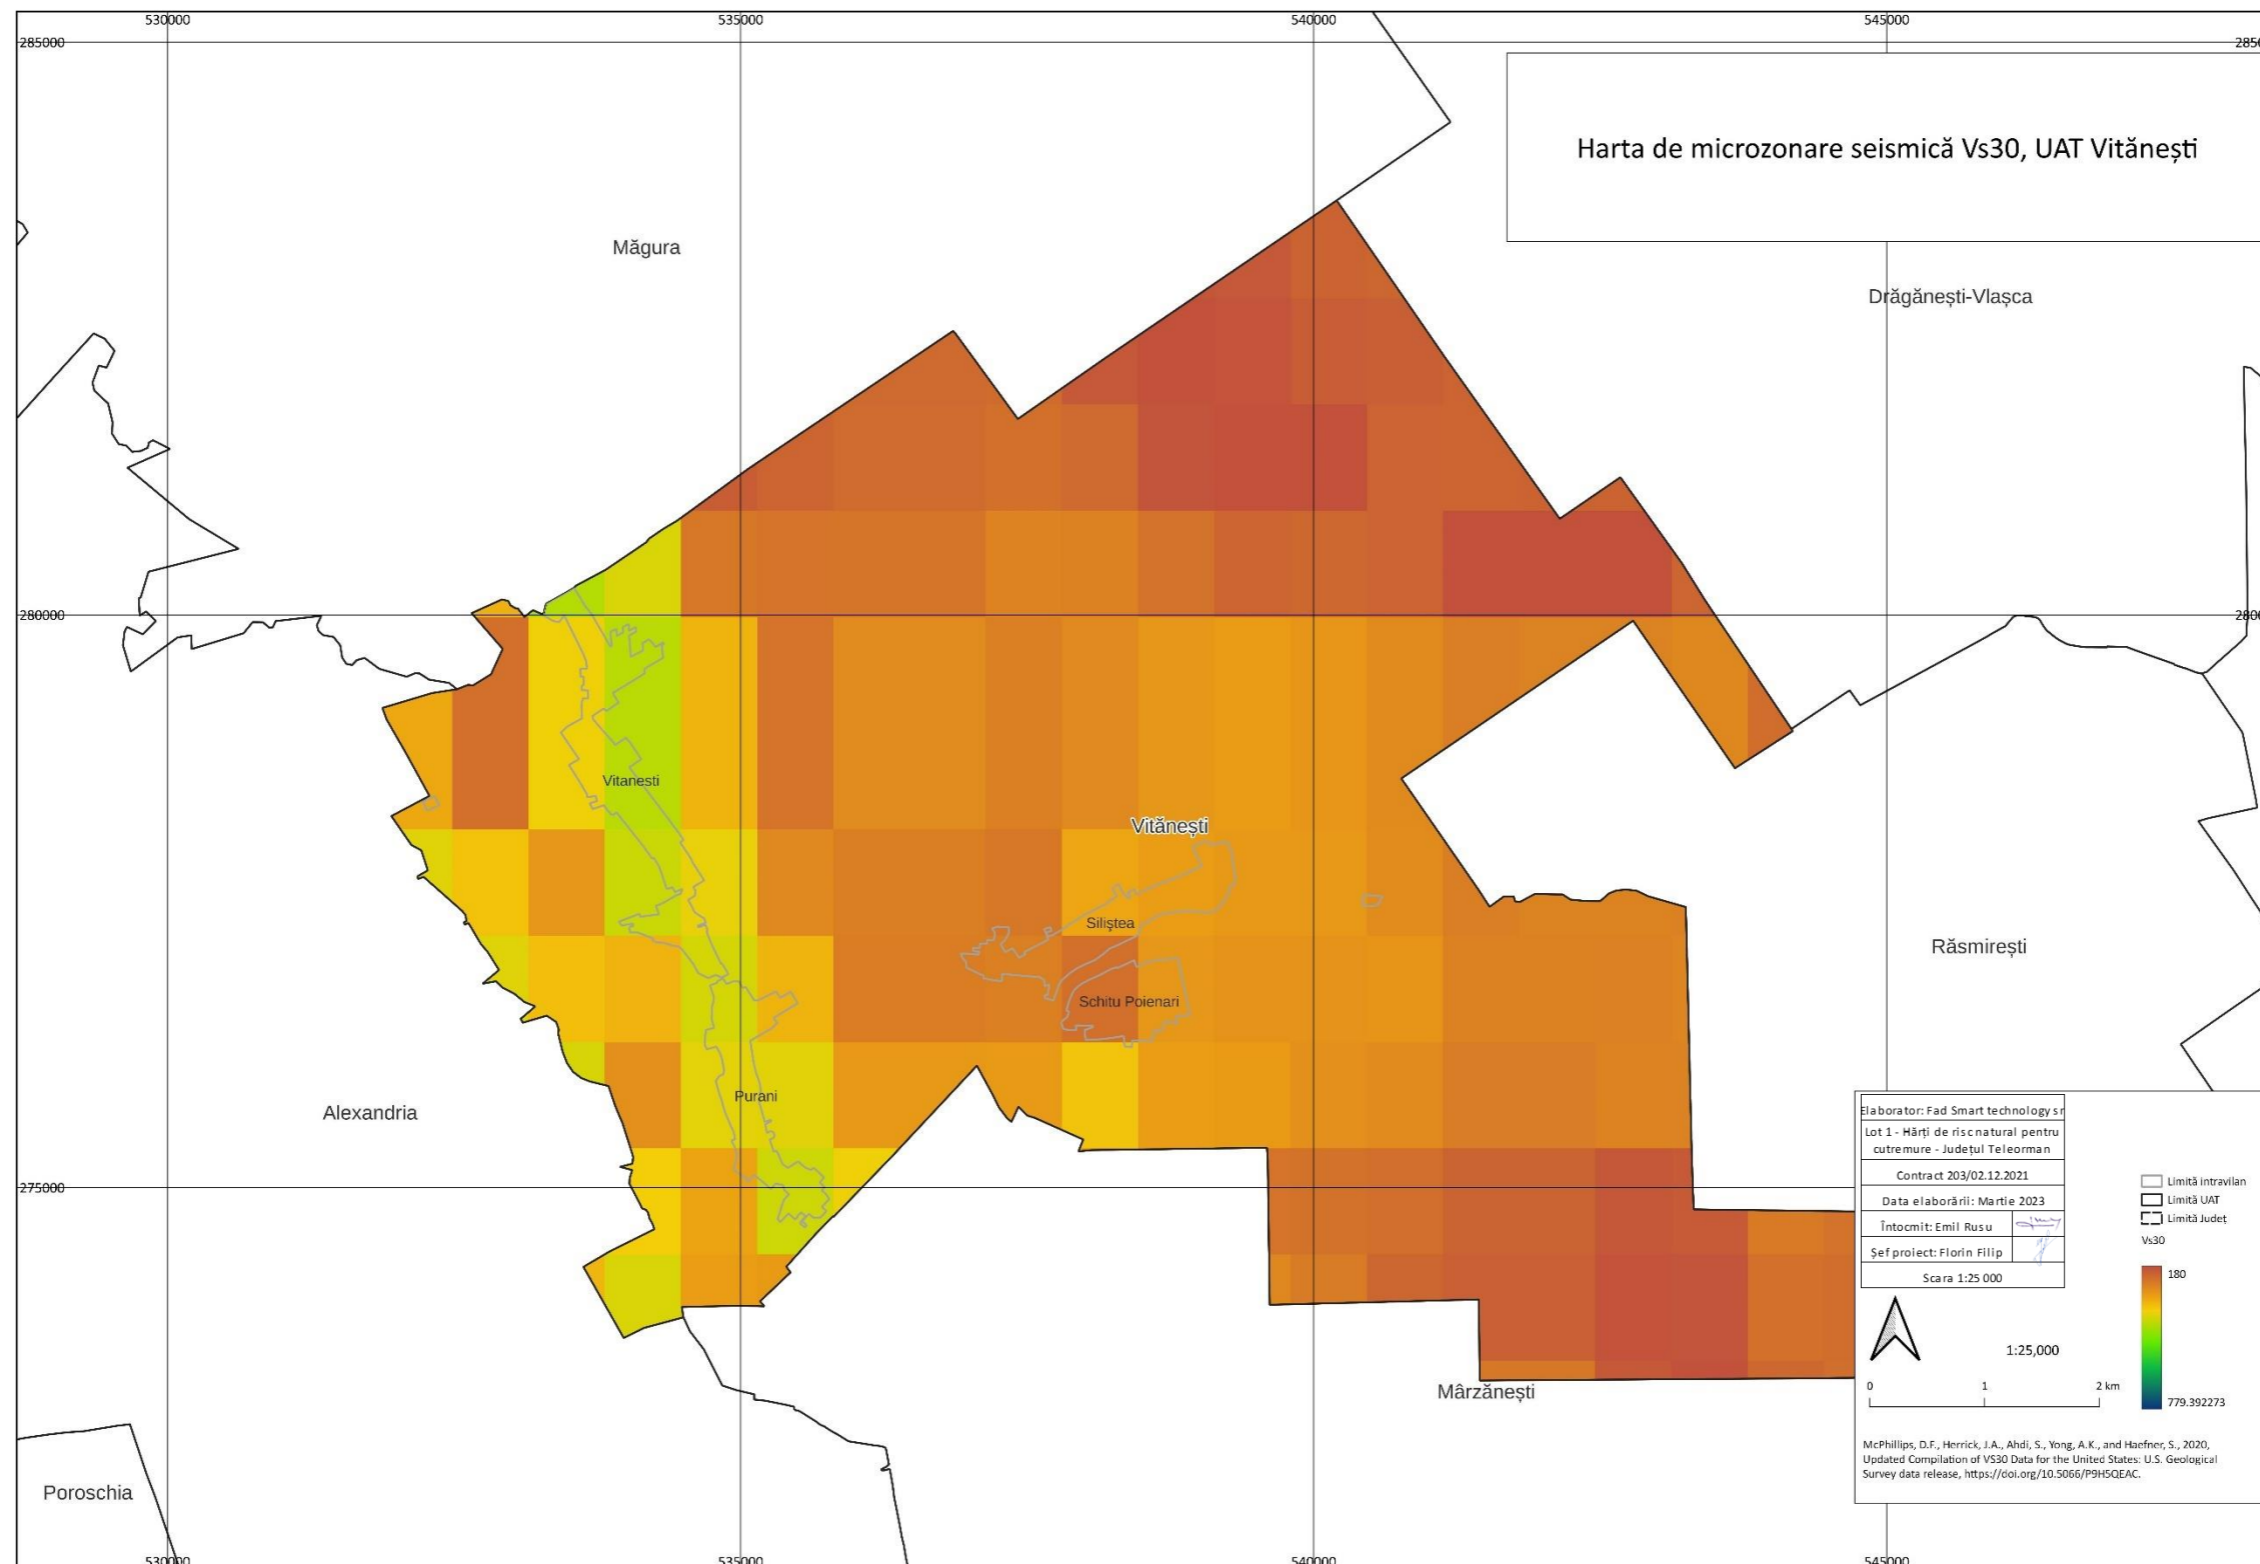 530000
535000
540000
545000
285000
Harta de microzonare seismică Vs30, UAT Vitănești
Măgura
Drăgănești-Vlașca
280000
Vitanesti
Vitănești
Siliștea
Răsmirești
Schitu Poienari
Purani
Alexandria
275000
Elaborator: Fad Smart technology sr
Lot 1 - Hărți de risc natural pentru
cutremure - Județul Teleorman
Contract 203/02.12.2021
Data elaborării: Martie 2023
Întocmit: Emil Rusu
Șef proiect: Florin Filip
Scara 1:25 000
Limită intravilan
Limită UAT
Limită Județ
Vs30
180
779.392273
1:25,000
0 1 2 km
Mârzănești
McPhillips, D.F., Herrick, J.A., Ahdi, S., Yong, A.K., and Haefner, S., 2020,
Updated Compilation of VS30 Data for the United States: U.S. Geological
Survey data release, https://doi.org/10.5066/P9H5QEAC.
Poroschia
530000
535000
540000
545000